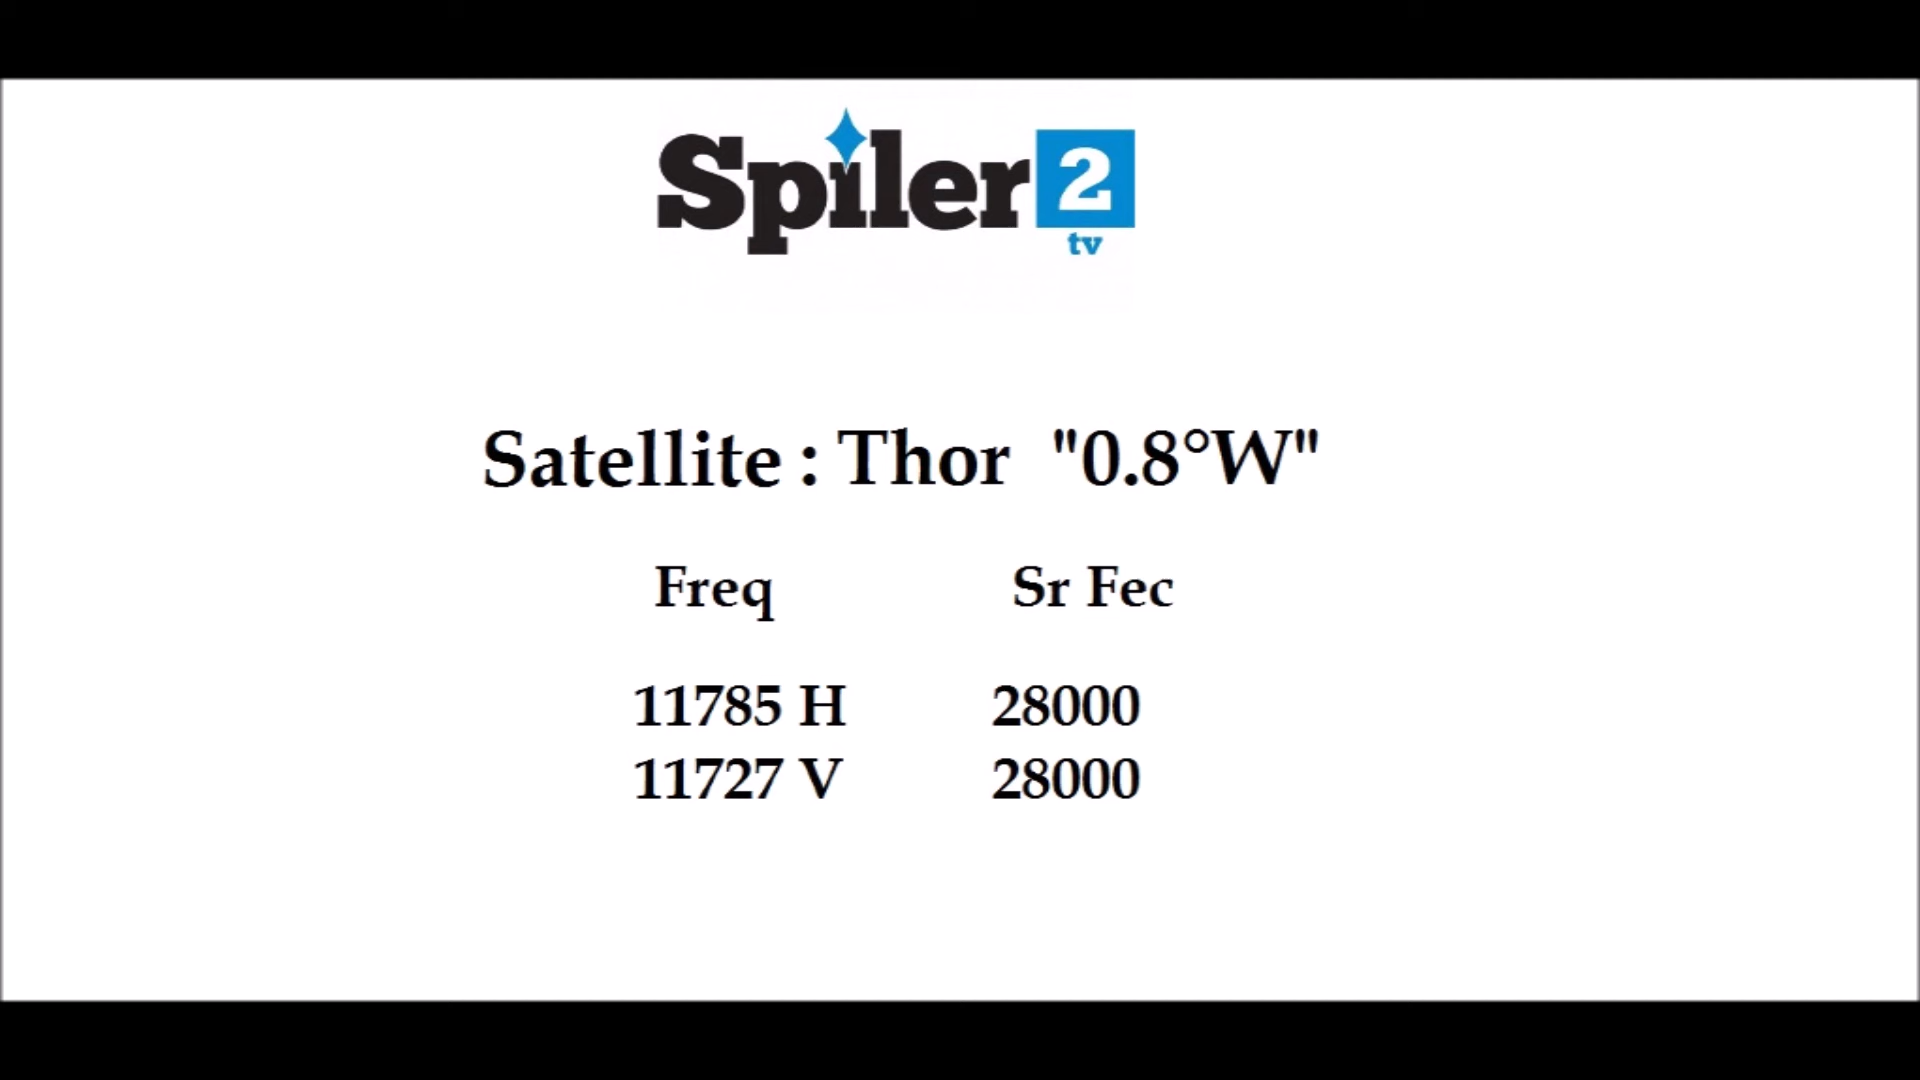 Spiler 2
tv
Satellite : Thor "0.8°W"
Freq Sr Fec
11785 H 28000
11727 V 28000